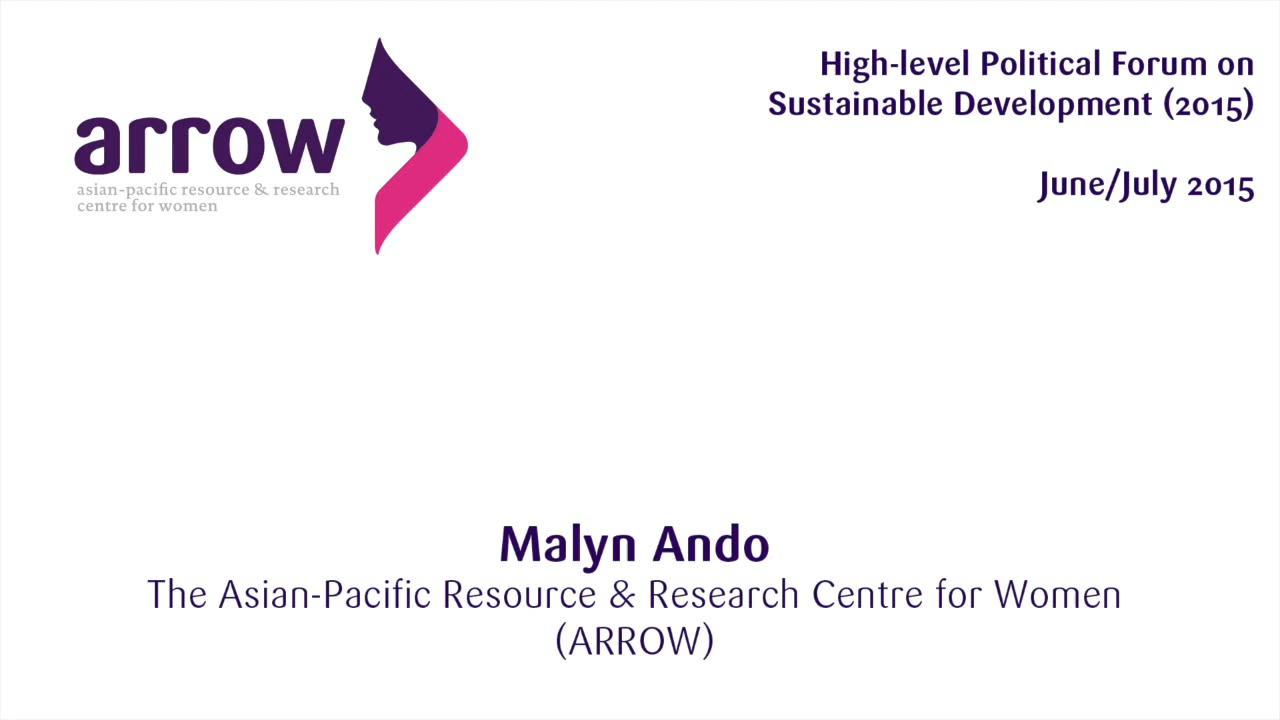 arrow
asian-pacific resource & research
centre for women
High-level Political Forum on
Sustainable Development (2015)
June/July 2015
Malyn Ando
The Asian-Pacific Resource & Research Centre for Women
(ARROW)